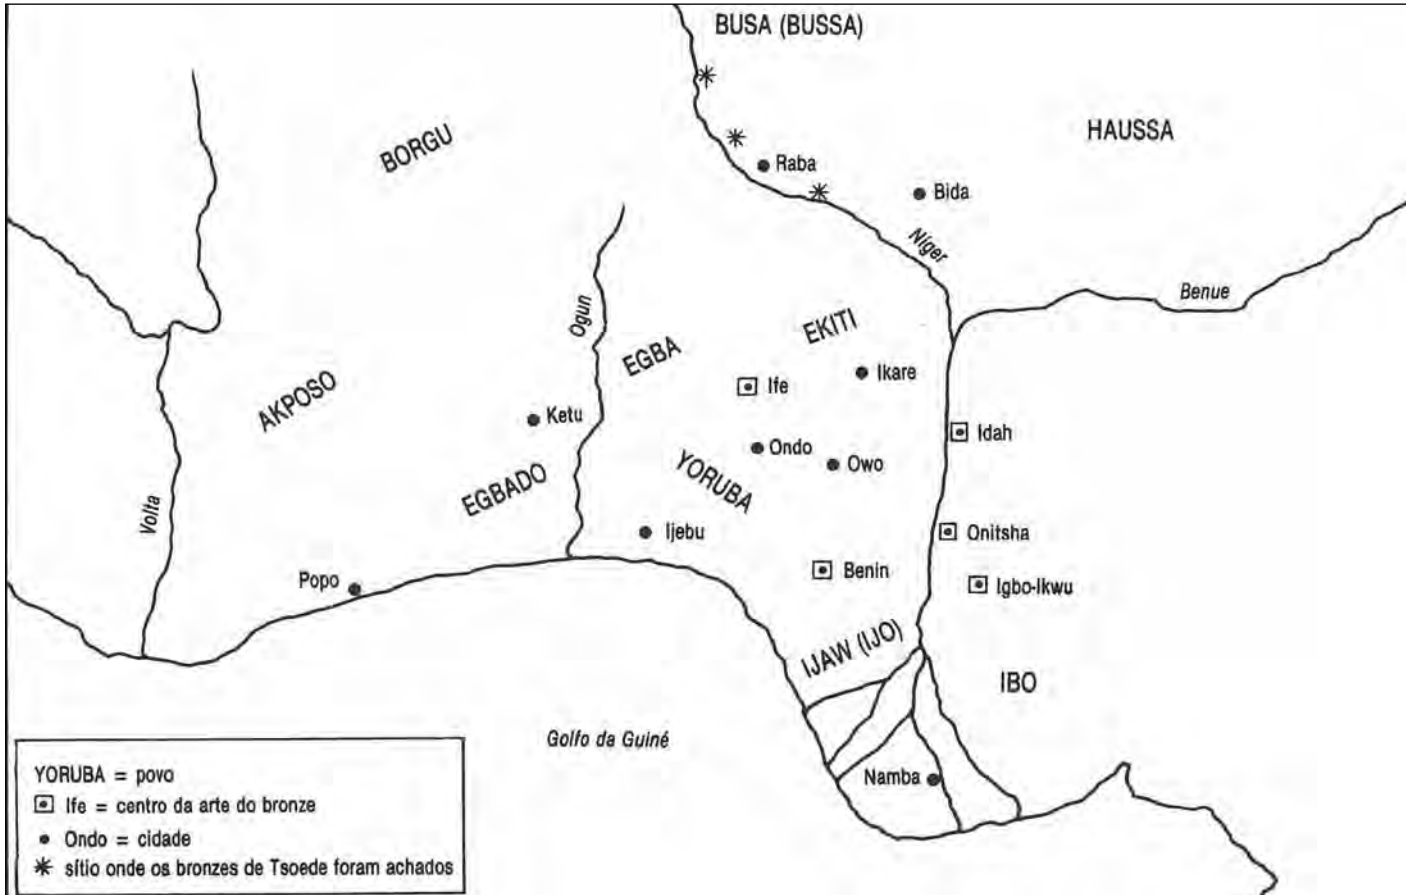 BUSA (BUSSA)
HAUSSA
BORGU
Raba
Bida
Níger
Benue
Ogun
EKITI
EGBA
Ikare
Ife
AKPOSO
Ketu
Idah
Ondo
Owo
YORUBA
EGBADO
Volta
Ijebu
Onitsha
Benin
Popo
Igbo-Ikwu
IJAW (IJO)
IBO
Golfo da Guiné
Namba
YORUBA = povo
Ife = centro da arte do bronze
Ondo = cidade
sítio onde os bronzes de Tsoede foram achados